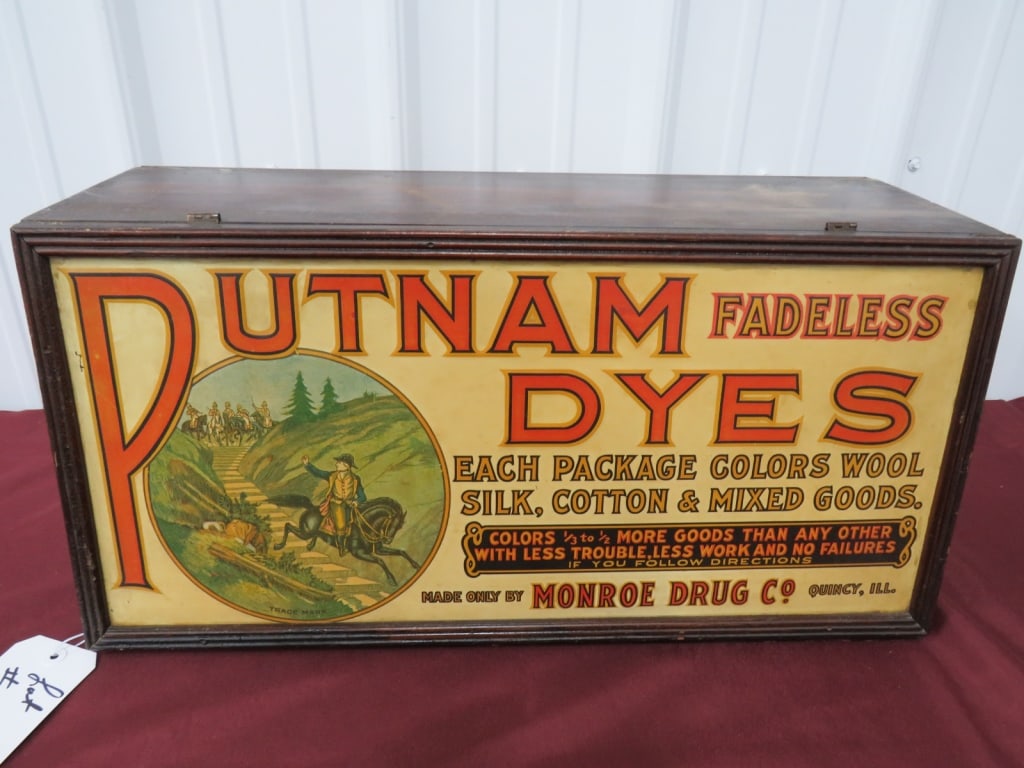 PUTNAM FADELESS
DYES
EACH PACKAGE COLORS WOOL
SILK, COTTON & MIXED GOODS.
COLORS 1/3 to 1/2 MORE GOODS THAN ANY OTHER
WITH LESS TROUBLE, LESS WORK AND NO FAILURES
IF YOU FOLLOW DIRECTIONS
MADE ONLY BY MONROE DRUG CO QUINCY, ILL.
TRADE MARK
Lot
#